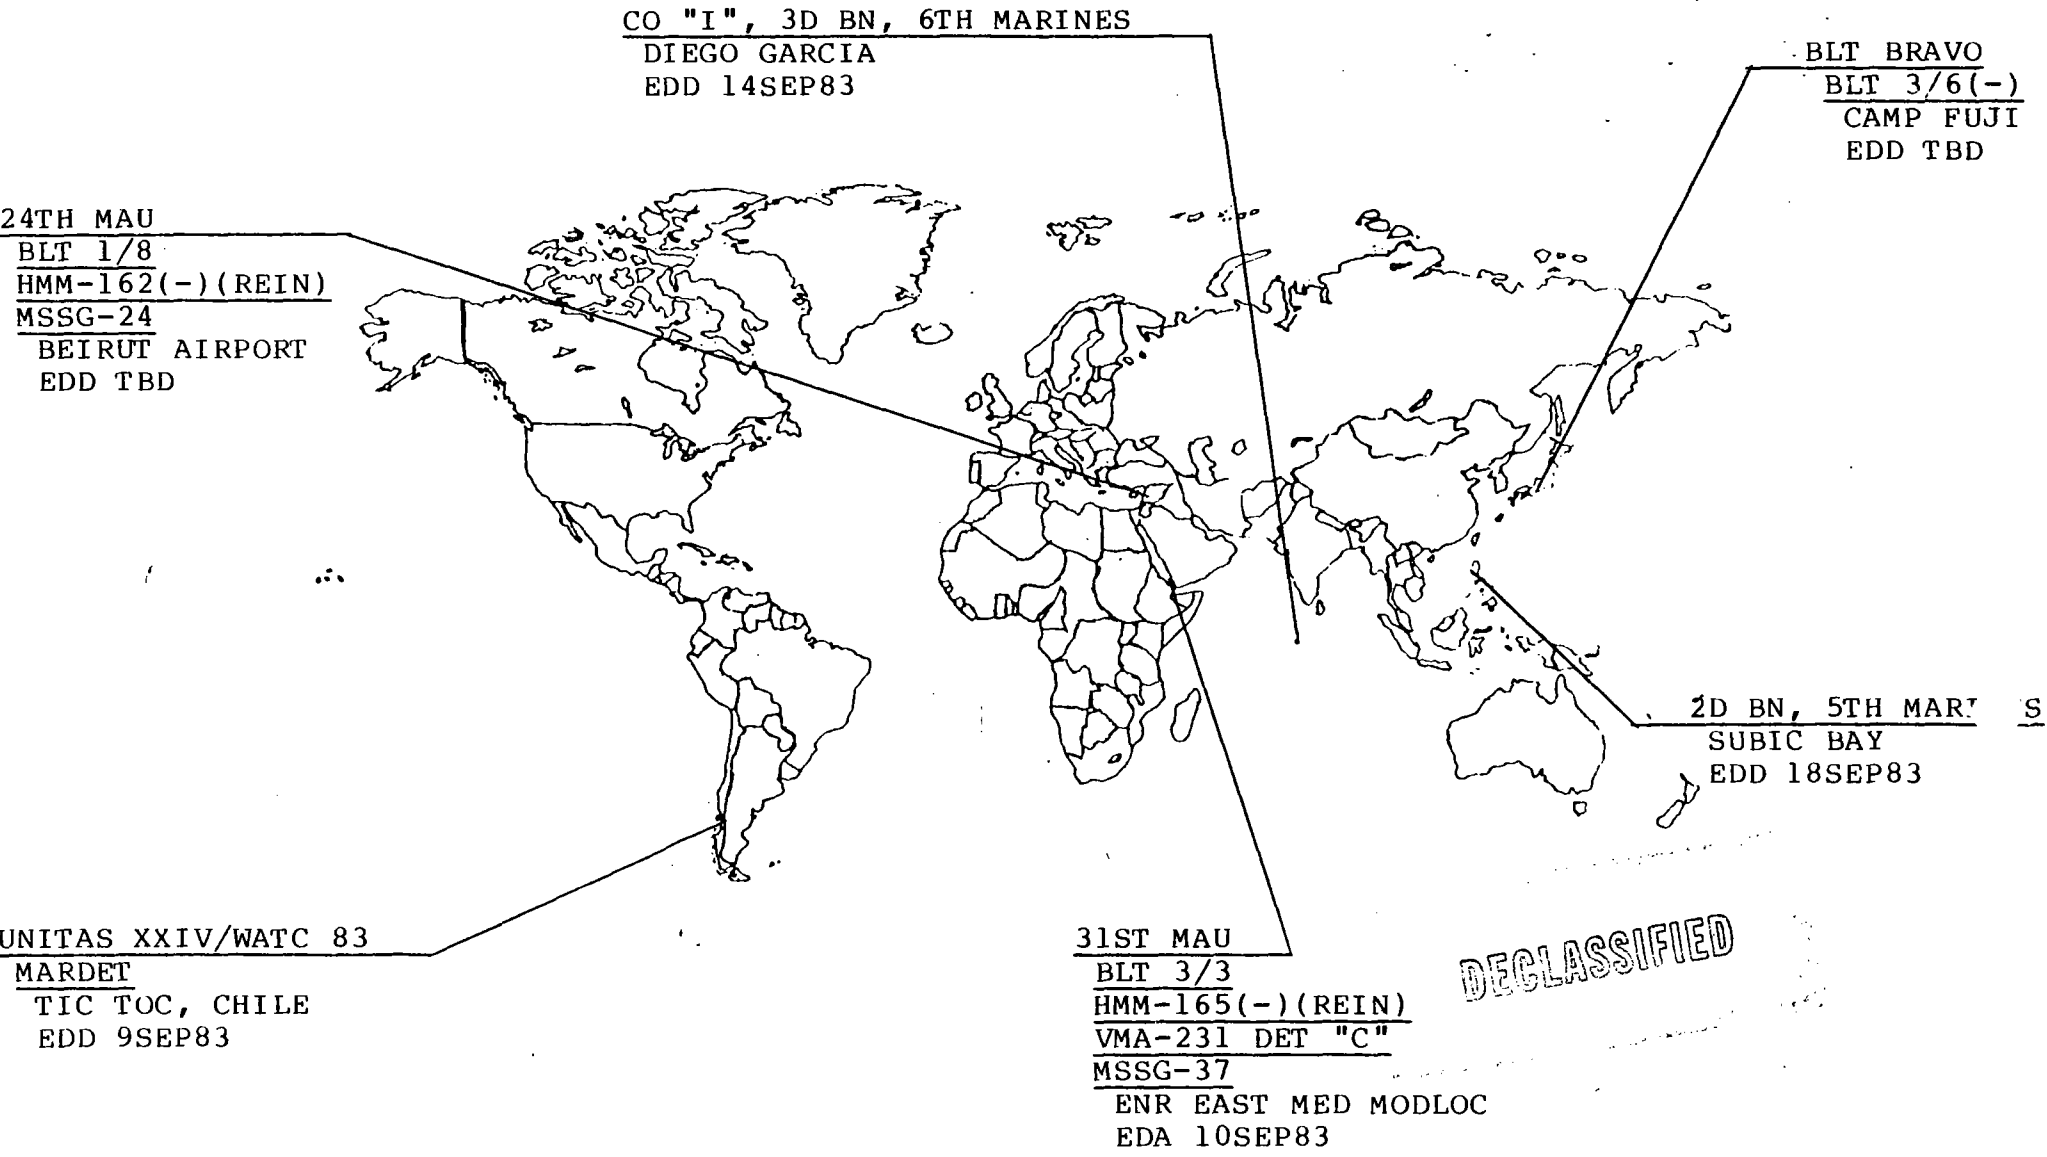 CO "I", 3D BN, 6TH MARINES
DIEGO GARCIA
EDD 14SEP83
BLT BRAVO
BLT 3/6(-)
CAMP FUJI
EDD TBD
24TH MAU
BLT 1/8
HMM-162(-)(REIN)
MSSG-24
BEIRUT AIRPORT
EDD TBD
2D BN, 5TH
SUBIC BAY
EDD 18SEP83
UNITAS XXIV/WATC 83
MARDET
TIC TOC, CHILE
EDD 9SEP83
31ST MAU
BLT 3/3
HMM-165(-)(REIN)
VMA-231 DET "C"
MSSG-37
ENR EAST MED MODLOC
EDA 10SEP83
DECLASSIFIED